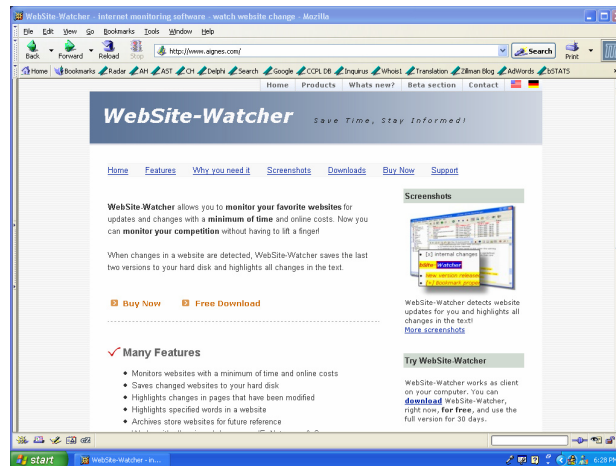 WebSite-Watcher - Internet monitoring software - watch website change - Mozilla
File Edit View Go Bookmarks Tools Window Help
Back Forward Reload Stop http://www.aignes.com/ Search Print
Home Bookmarks Radar AH AST CH Delphi Search Google CCPL DB Inquirus Whois1 Translation Zillman Blog AdWords bSTATS
Home Products Whats new? Beta section Contact
WebSite-Watcher Save Time, Stay Informed!
Home Features Why you need it Screenshots Downloads Buy Now Support
WebSite-Watcher allows you to monitor your favorite websites for
updates and changes with a minimum of time and online costs. Now you
can monitor your competition without having to lift a finger!
When changes in a website are detected, WebSite-Watcher saves the last
two versions to your hard disk and highlights all changes in the text.
Buy Now Free Download
Many Features
Monitors websites with a minimum of time and online costs
Saves changed websites to your hard disk
Highlights changes in pages that have been modified
Highlights specified words in a website
Archives store websites for future reference
Screenshots
[x] internal changes
bSite-Watcher
New version release
[+] Bookmark prope
WebSite-Watcher detects website
updates for you and highlights all
changes in the text!
More screenshots
Try WebSite-Watcher
WebSite-Watcher works as client
on your computer. You can
download WebSite-Watcher,
right now, for free, and use the
full version for 30 days.
start WebSite-Watcher - In... 6:28 PM